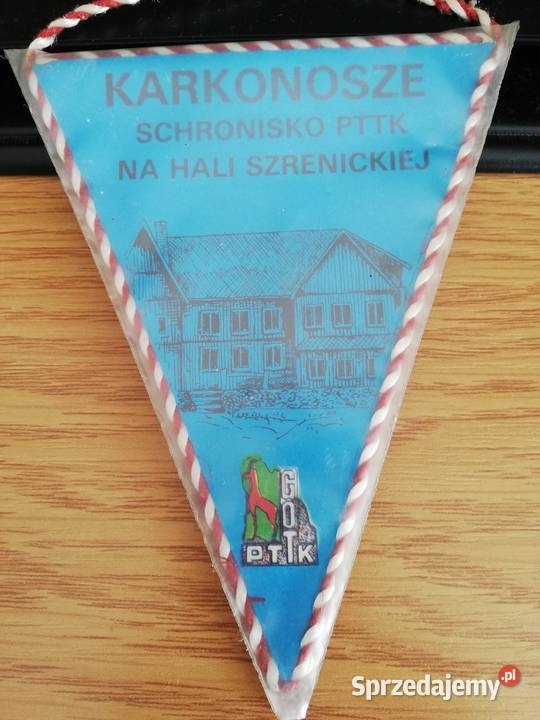 KARKONOSZE
SCHRONISKO PTTK
NA HALI SZRENICKIEJ
GOT
PTTK
Sprzedajemy.pl